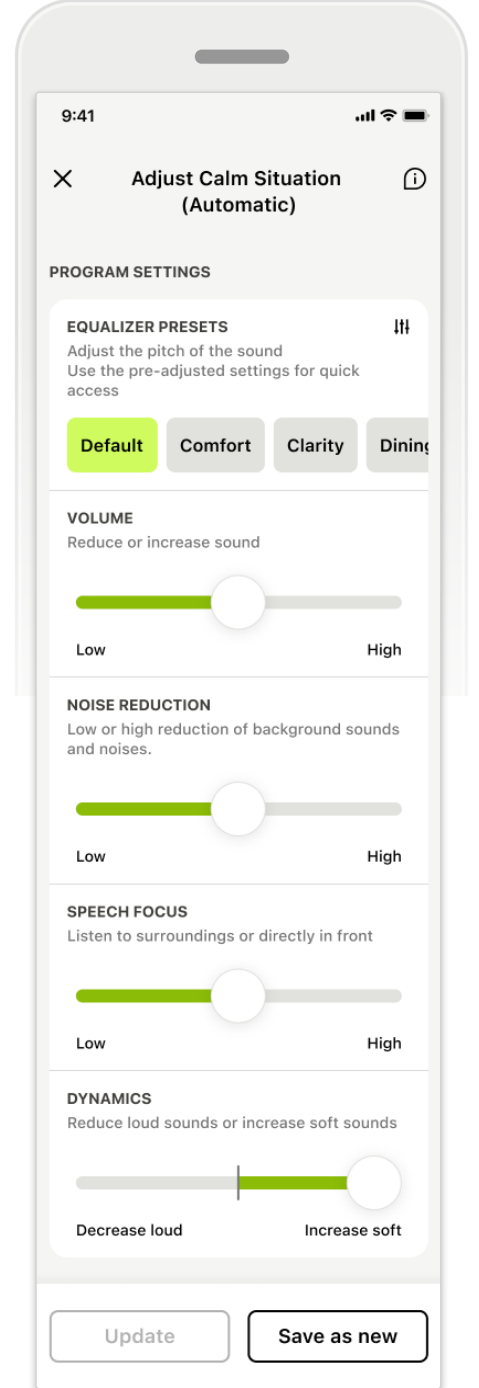 9:41
Adjust Calm Situation
(Automatic)
PROGRAM SETTINGS
EQUALIZER PRESETS
Adjust the pitch of the sound
Use the pre-adjusted settings for quick
access
Default Comfort Clarity Dining
VOLUME
Reduce or increase sound
Low High
NOISE REDUCTION
Low or high reduction of background sounds
and noises.
Low High
SPEECH FOCUS
Listen to surroundings or directly in front
Low High
DYNAMICS
Reduce loud sounds or increase soft sounds
Decrease loud Increase soft
Update Save as new